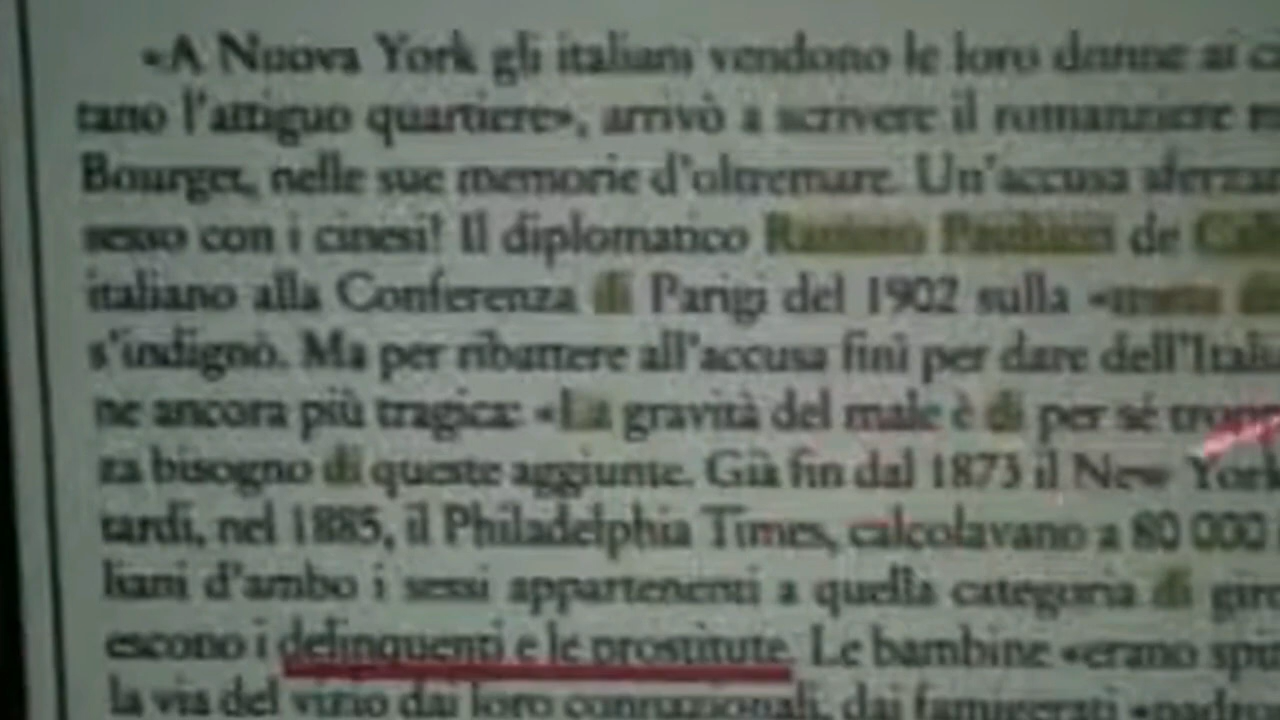 «A Nuova York gli italiani vendono le loro donne ai
tano l'attiguo quartiere», arrivò a scrivere il romanziere
Bourget, nelle sue memorie d'oltremare. Un'accusa
sesso con i cinesi! Il diplomatico Raniero Paulucci de
italiano alla Conferenza di Parigi del 1902 sulla
s'indignò. Ma per ribattere all'accusa finì per dare dell'Itali
ne ancora più tragica: «La gravità del male è di per sé
za bisogno di queste aggiunte. Già fin dal 1873 il New York
tardi, nel 1885, il Philadelphia Times, calcolavano a 80 000
liani d'ambo i sessi appartenenti a quella categoria di
escono i delinquenti e le prostitute. Le bambine «erano
la via del vizio dai loro connazionali, dai famigerati